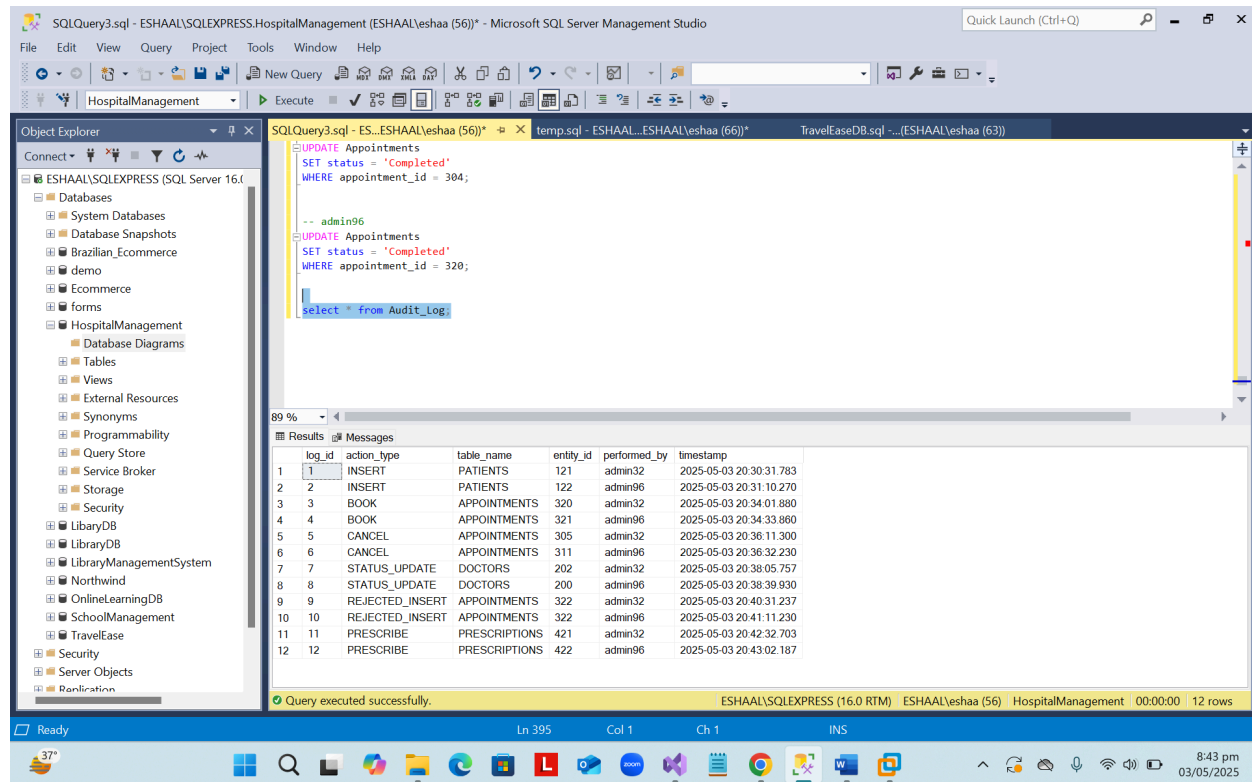 SQLQuery3.sql - ESHAAL\SQLEXPRESS.HospitalManagement (ESHAAL\eshaa (56))* - Microsoft SQL Server Management Studio
Quick Launch (Ctrl+Q)
File Edit View Query Project Tools Window Help
New Query
MDX DMX XMLA DAX
HospitalManagement
Execute
Object Explorer
SQLQuery3.sql - ES...ESHAAL\eshaa (56))*
temp.sql - ESHAAL...ESHAAL\eshaa (66))*
TravelEaseDB.sql -...(ESHAAL\eshaa (63))
Connect
ESHAAL\SQLEXPRESS (SQL Server 16.0
Databases
System Databases
Database Snapshots
Brazilian_Ecommerce
demo
Ecommerce
forms
HospitalManagement
Database Diagrams
Tables
Views
External Resources
Synonyms
Programmability
Query Store
Service Broker
Storage
Security
LibaryDB
LibraryDB
LibraryManagementSystem
Northwind
OnlineLearningDB
SchoolManagement
TravelEase
Security
Server Objects
Replication
UPDATE Appointments
SET status = 'Completed'
WHERE appointment_id = 304;
-- admin96
UPDATE Appointments
SET status = 'Completed'
WHERE appointment_id = 320;
select * from Audit_Log;
89 %
Results Messages
log_id action_type table_name entity_id performed_by timestamp
1 1 INSERT PATIENTS 121 admin32 2025-05-03 20:30:31.783
2 2 INSERT PATIENTS 122 admin96 2025-05-03 20:31:10.270
3 3 BOOK APPOINTMENTS 320 admin32 2025-05-03 20:34:01.880
4 4 BOOK APPOINTMENTS 321 admin96 2025-05-03 20:34:33.860
5 5 CANCEL APPOINTMENTS 305 admin32 2025-05-03 20:36:11.300
6 6 CANCEL APPOINTMENTS 311 admin96 2025-05-03 20:36:32.230
7 7 STATUS_UPDATE DOCTORS 202 admin32 2025-05-03 20:38:05.757
8 8 STATUS_UPDATE DOCTORS 200 admin96 2025-05-03 20:38:39.930
9 9 REJECTED_INSERT APPOINTMENTS 322 admin32 2025-05-03 20:40:31.237
10 10 REJECTED_INSERT APPOINTMENTS 322 admin96 2025-05-03 20:41:11.230
11 11 PRESCRIBE PRESCRIPTIONS 421 admin32 2025-05-03 20:42:32.703
12 12 PRESCRIBE PRESCRIPTIONS 422 admin96 2025-05-03 20:43:02.187
Query executed successfully.
ESHAAL\SQLEXPRESS (16.0 RTM) ESHAAL\eshaa (56) HospitalManagement 00:00:00 12 rows
Ready
Ln 395 Col 1 Ch 1 INS
37°
L
zoom
8:43 pm
03/05/2025